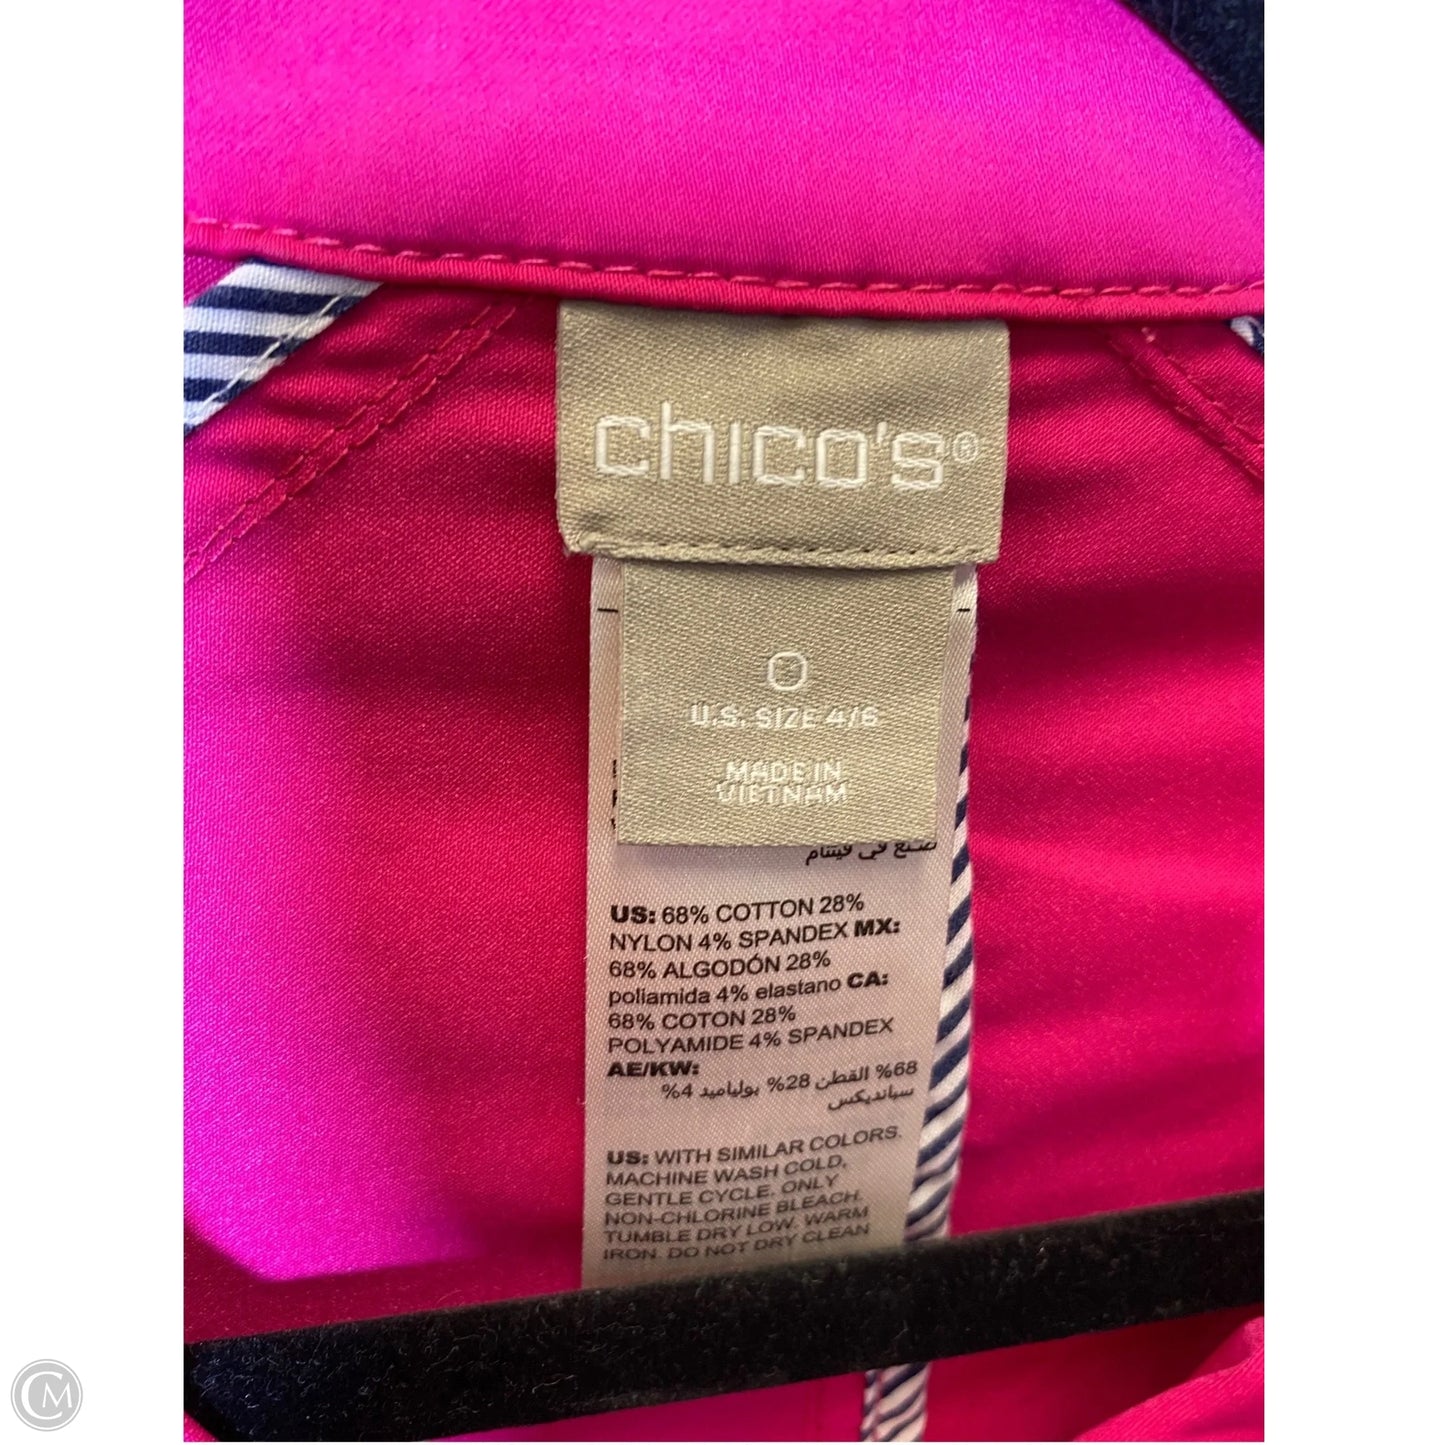 chico's®
0
U.S. SIZE 4/6
MADE IN
VIETNAM
صنع في فيتنام
US: 68% COTTON 28%
NYLON 4% SPANDEX MX:
68% ALGODÓN 28%
poliamida 4% elastano CA:
68% COTON 28%
POLYAMIDE 4% SPANDEX
AE/KW:
68% القطن 28% بولياميد 4%
سباندیکس
US: WITH SIMILAR COLORS.
MACHINE WASH COLD,
GENTLE CYCLE. ONLY
NON-CHLORINE BLEACH.
TUMBLE DRY LOW. WARM
IRON. DO NOT DRY CLEAN
CM